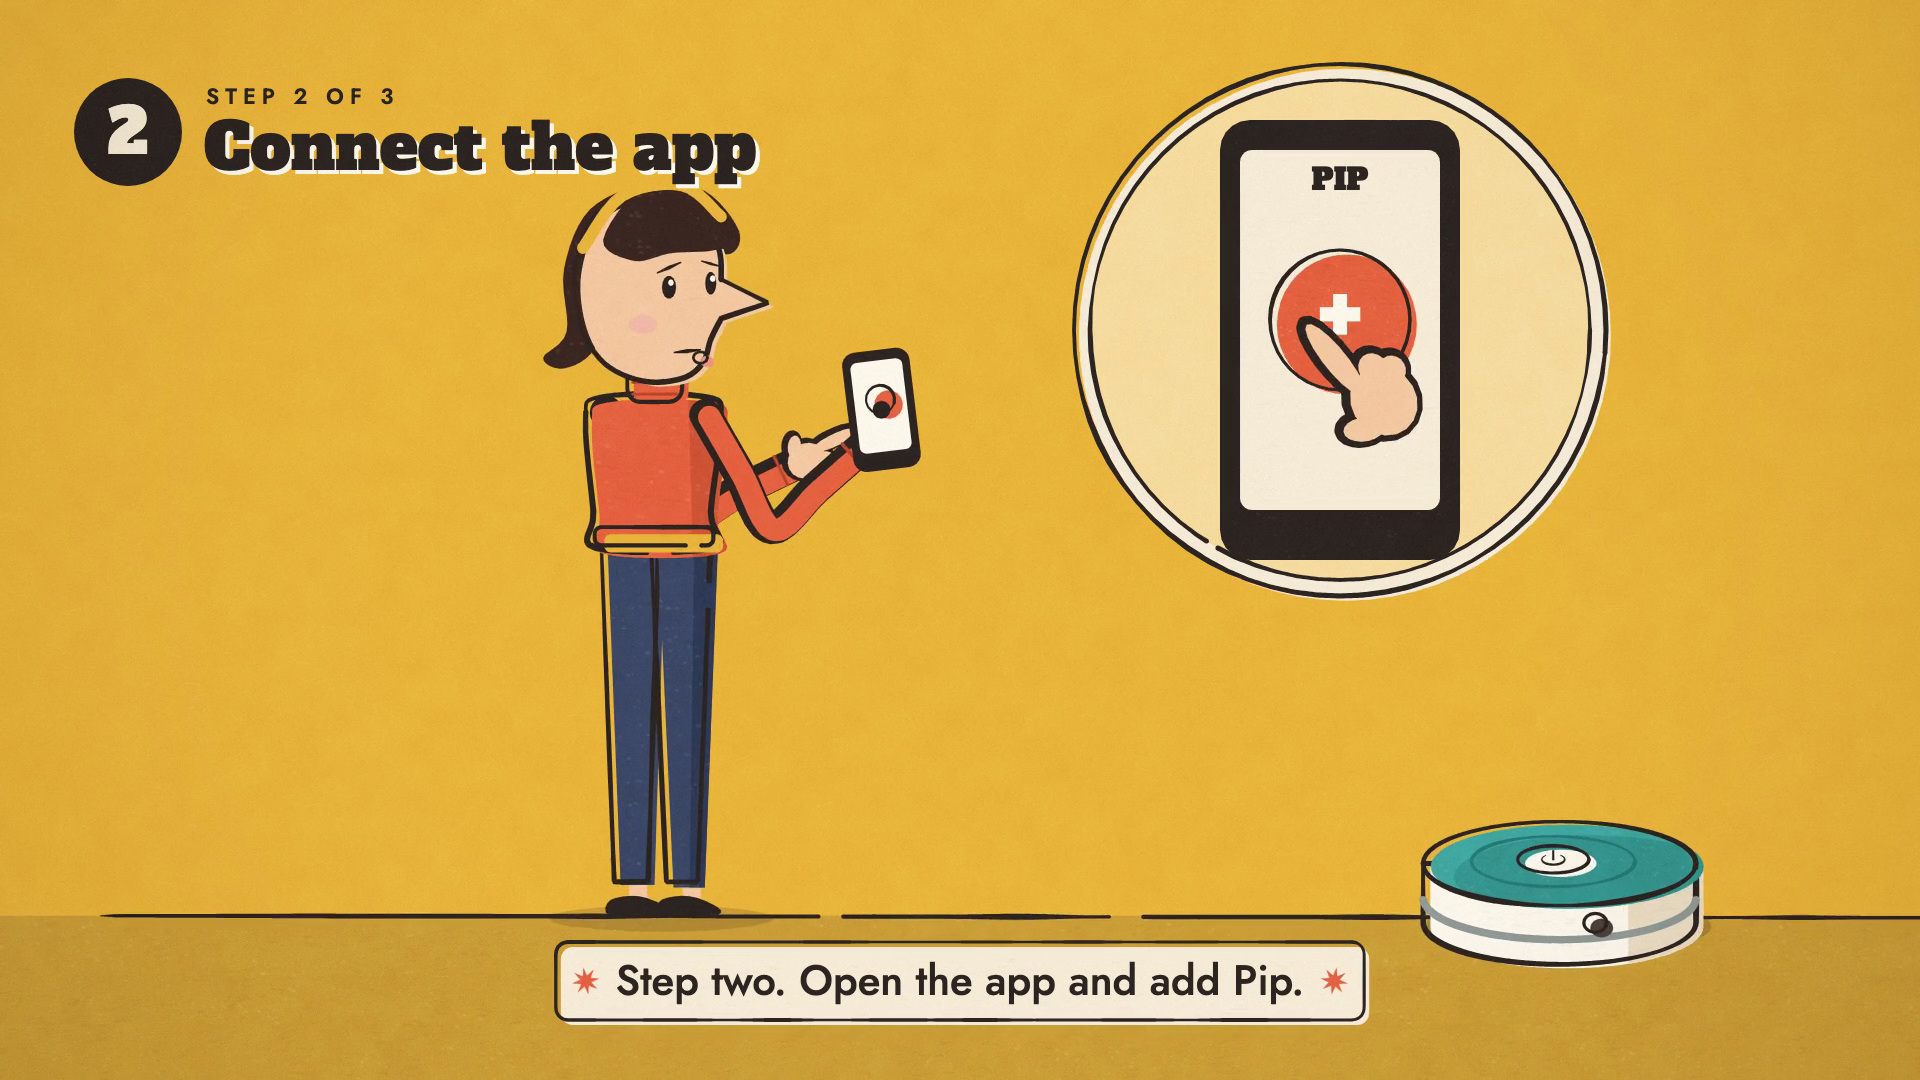 2
STEP 2 OF 3
Connect the app
PIP
Step two. Open the app and add Pip.